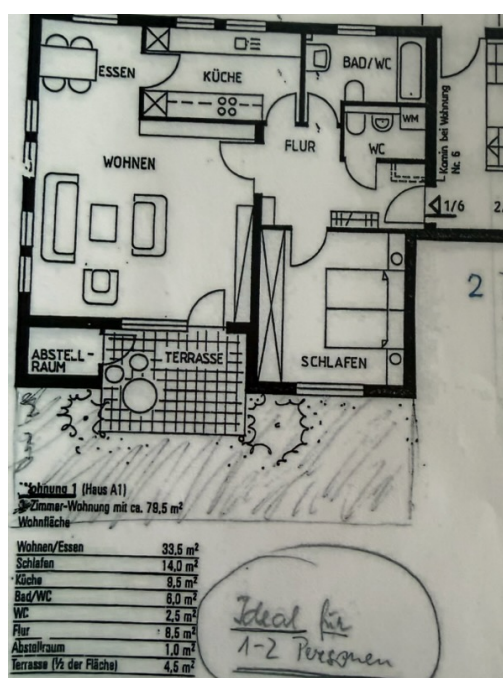 ESSEN
KÜCHE
BAD/WC
WOHNEN
FLUR
WC
WM
Kamin bei Wohnung
Nr. 6
1/6
2.
2
ABSTELL-
RAUM
TERRASSE
SCHLAFEN
Wohnung 1 (Haus A1)
3-Zimmer-Wohnung mit ca. 79,5 m²
Wohnfläche
Wohnen/Essen 33,5 m²
Schlafen 14,0 m²
Küche 9,5 m²
Bad/WC 6,0 m²
WC 2,5 m²
Flur 8,5 m²
Abstellraum 1,0 m²
Terrasse (½ der Fläche) 4,5 m²
Ideal für
1-2 Personen